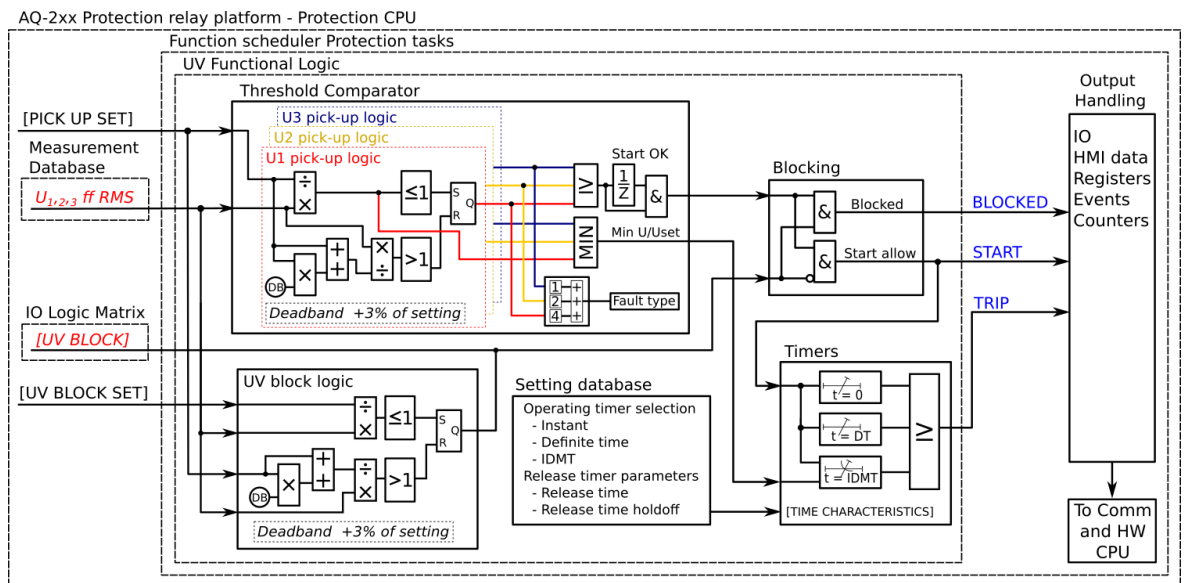 AQ-2xx Protection relay platform - Protection CPU
Function scheduler Protection tasks
UV Functional Logic
Threshold Comparator
[PICK UP SET]
Measurement
Database
U1,2,3 ff RMS
U3 pick-up logic
U2 pick-up logic
U1 pick-up logic
÷
×
≤1
S
R
Q
+
+
×
÷
>1
DB
×
Deadband +3% of setting
≥
Start OK
1
Z
&
MIN
Min U/Uset
1 +
2 +
4 +
Fault type
Blocking
&
Blocked
&
Start allow
BLOCKED
START
TRIP
Output
Handling
IO
HMI data
Registers
Events
Counters
To Comm
and HW
CPU
IO Logic Matrix
[UV BLOCK]
[UV BLOCK SET]
UV block logic
÷
×
≤1
S
R
Q
+
+
DB
×
÷
×
>1
Deadband +3% of setting
Setting database
Operating timer selection
- Instant
- Definite time
- IDMT
Release timer parameters
- Release time
- Release time holdoff
Timers
t = 0
t = DT
t = IDMT
≥
[TIME CHARACTERISTICS]